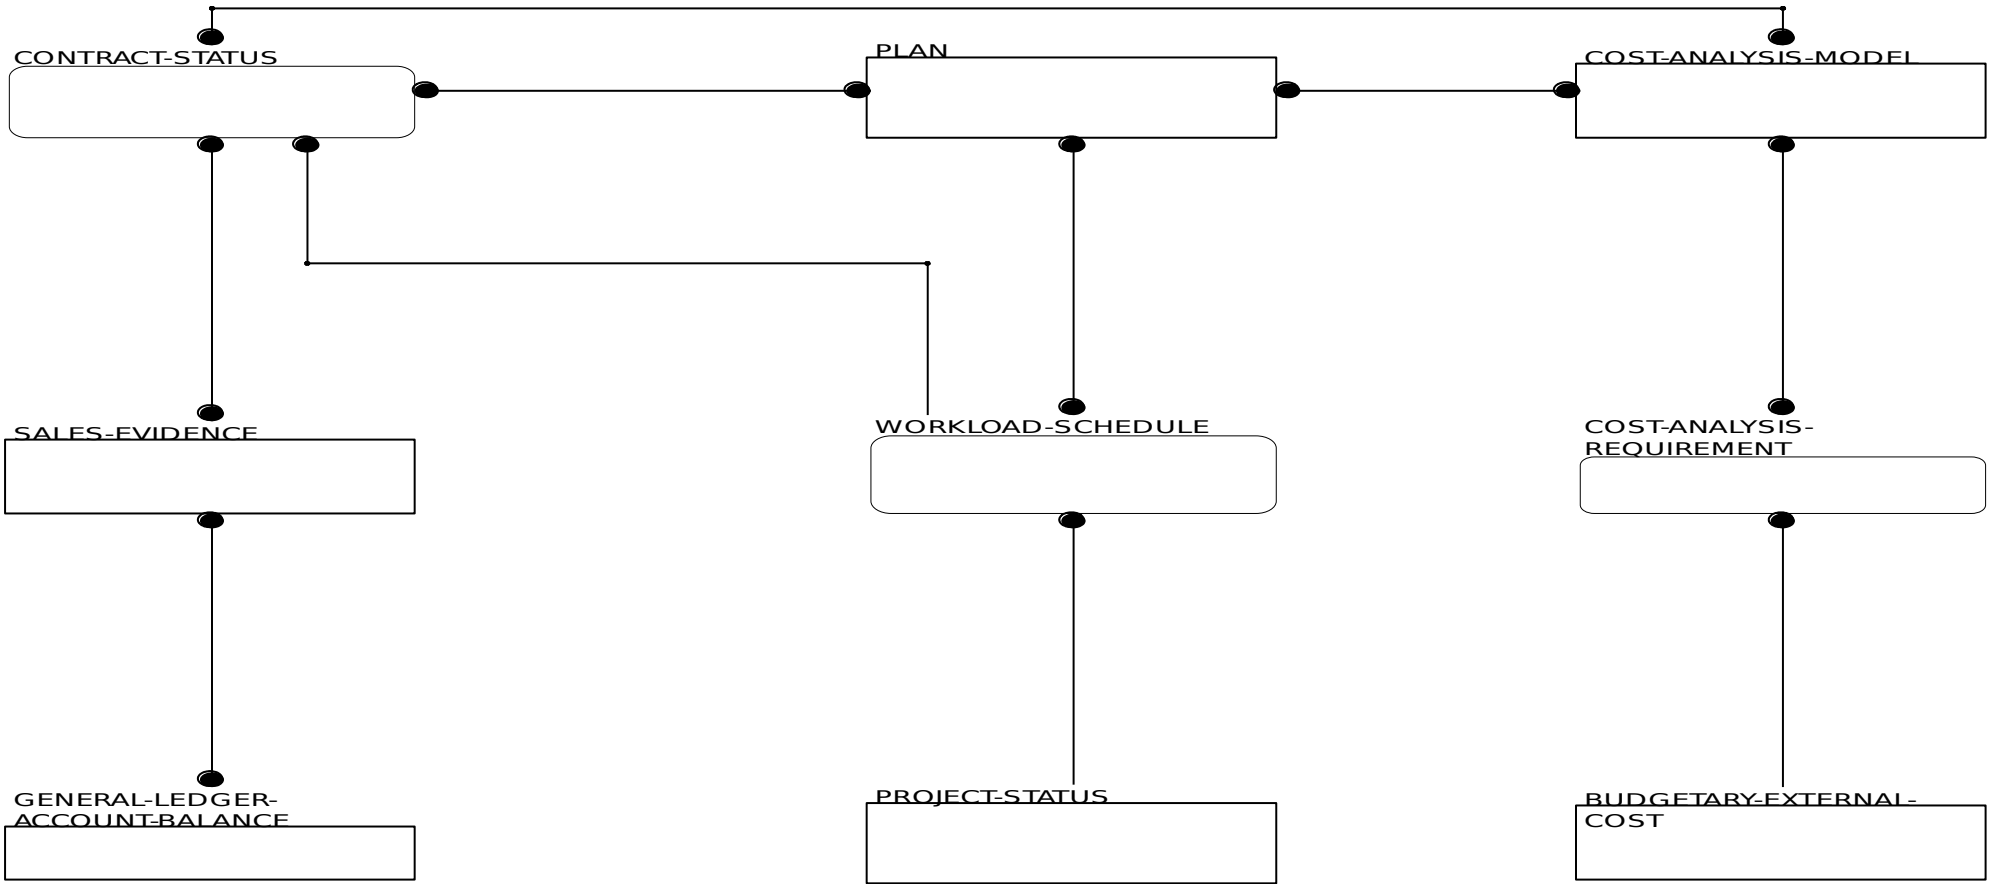 CONTRACT-STATUS
PLAN
COST-ANALYSIS-MODEL
SALES-EVIDENCE
WORKLOAD-SCHEDULE
COST-ANALYSIS-
REQUIREMENT
GENERAL-LEDGER-
ACCOUNT-BALANCE
PROJECT-STATUS
BUDGETARY-EXTERNAL-
COST